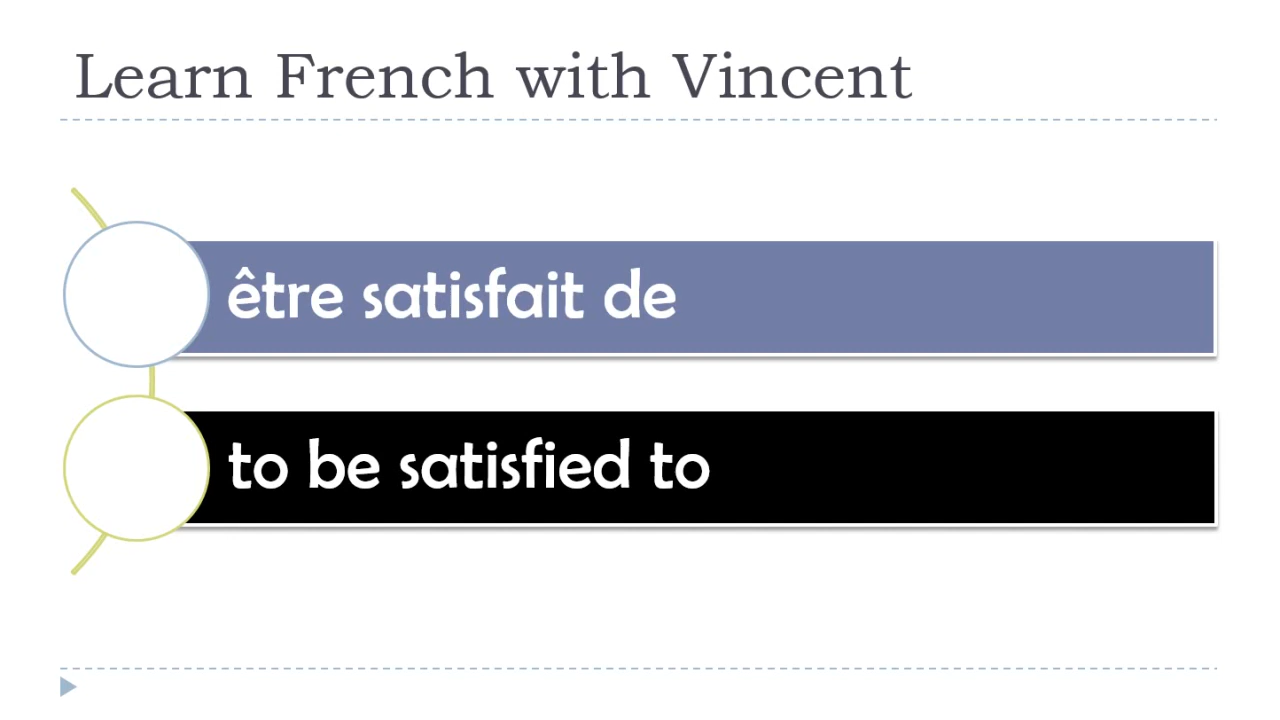 Learn French with Vincent
être satisfait de
to be satisfied to